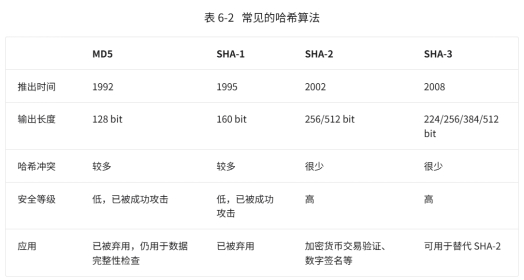 表 6-2 常见的哈希算法
MD5 SHA-1 SHA-2 SHA-3
推出时间 1992 1995 2002 2008
输出长度 128 bit 160 bit 256/512 bit 224/256/384/512
bit
哈希冲突 较多 较多 很少 很少
安全等级 低，已被成功攻击 低，已被成功 高 高
攻击
应用 已被弃用，仍用于数据 已被弃用 加密货币交易验证、 可用于替代 SHA-2
完整性检查 数字签名等